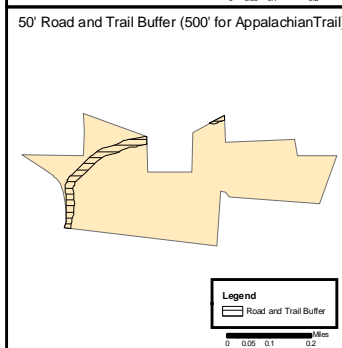 50' Road and Trail Buffer (500' for AppalachianTrail)
Legend
Road and Trail Buffer
Miles
0 0.05 0.1 0.2